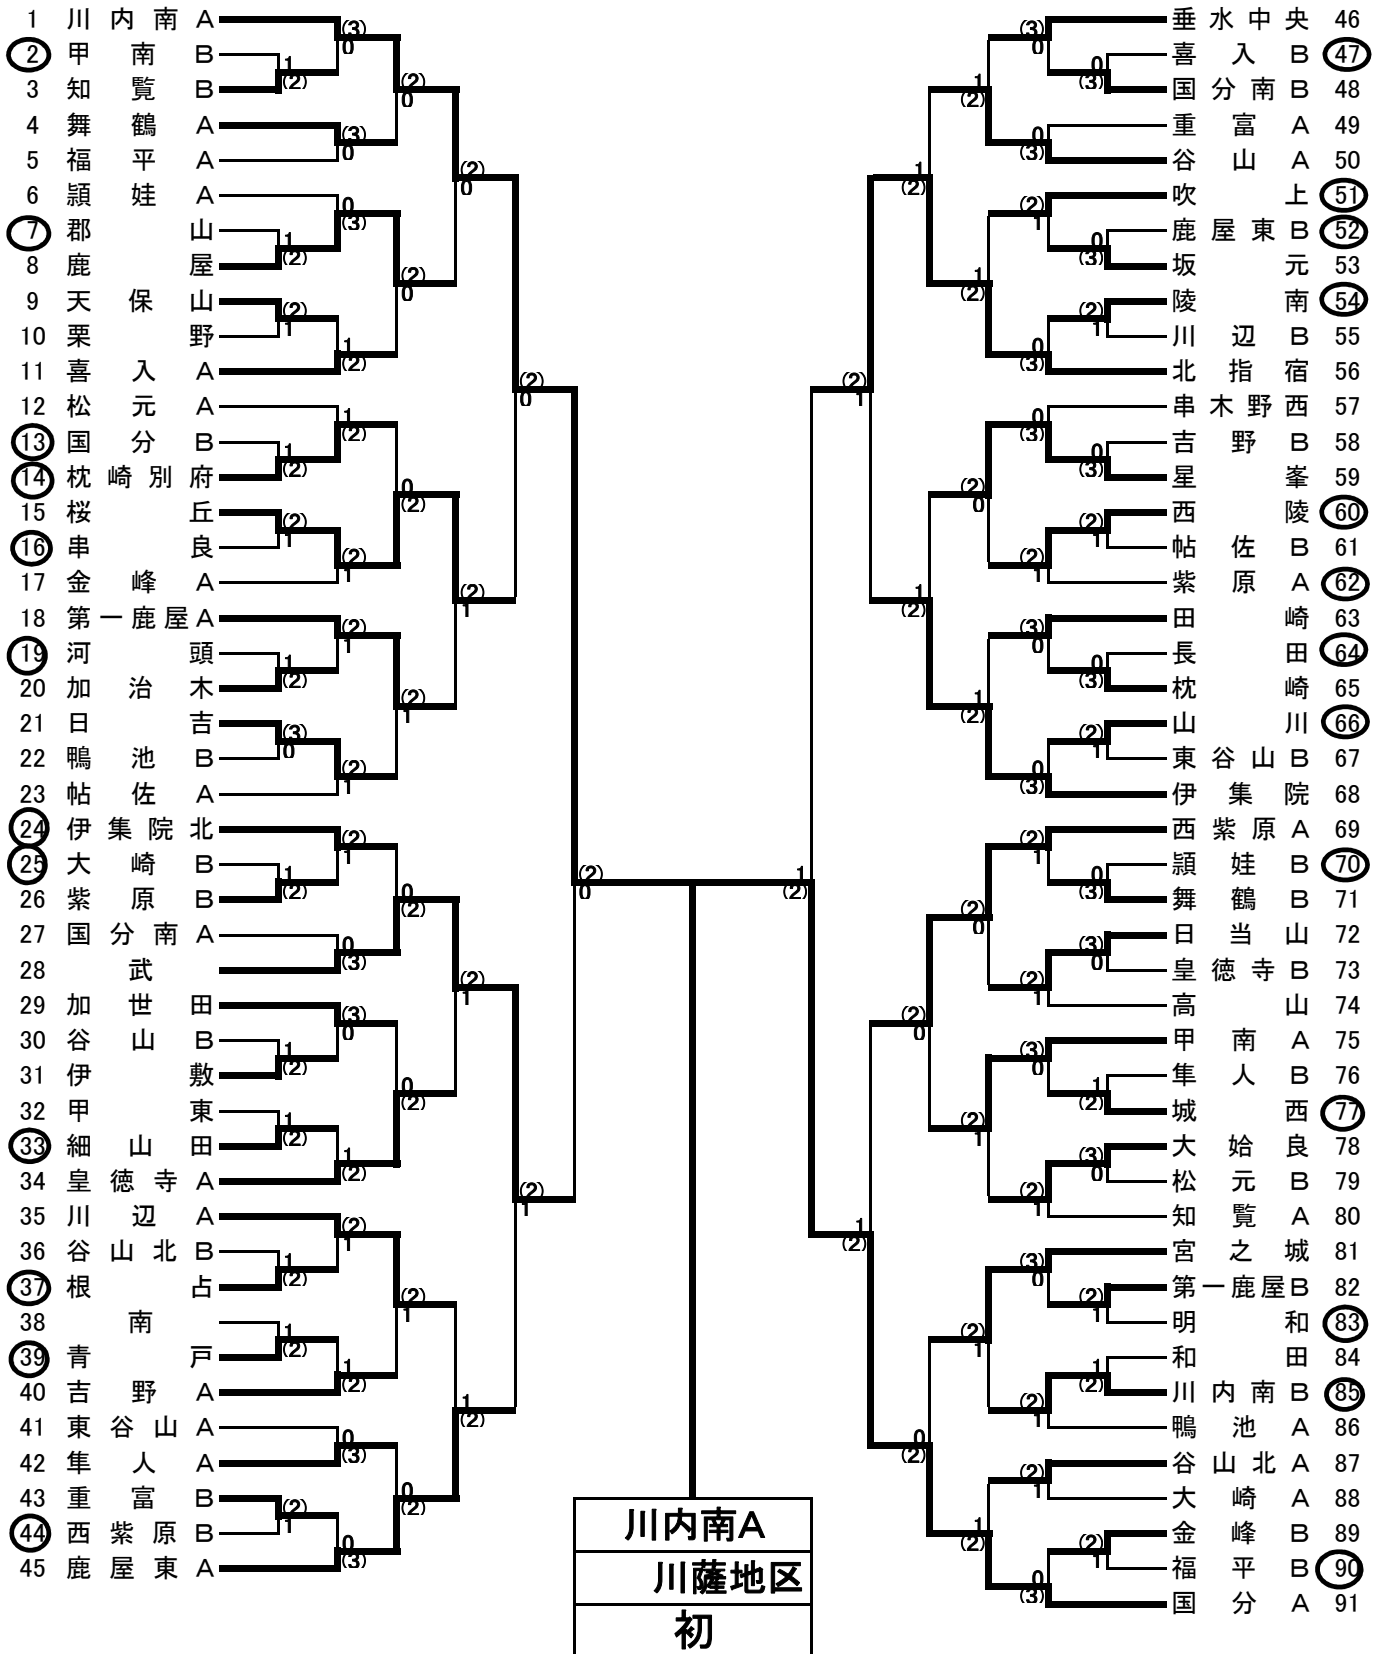 1 川内南A
2 甲南B
3 知覧B
4 舞鶴A
5 福平A
6 頴娃A
7 郡山
8 鹿屋
9 天保山
10 栗野
11 喜入A
12 松元A
13 国分B
14 枕崎別府
15 桜丘
16 串良
17 金峰A
18 第一鹿屋A
19 河頭
20 加治木
21 日吉
22 鴨池B
23 帖佐A
24 伊集院北
25 大崎B
26 紫原B
27 国分南A
28 武
29 加世田
30 谷山B
31 伊敷
32 甲東
33 細山田
34 皇徳寺A
35 川辺A
36 谷山北B
37 根占
38 南
39 青戸
40 吉野A
41 東谷山A
42 隼人A
43 重富B
44 西紫原B
45 鹿屋東A
垂水中央 46
喜入B 47
国分南B 48
重富A 49
谷山A 50
吹上 51
鹿屋東B 52
坂元 53
陵南 54
川辺B 55
北指宿 56
串木野西 57
吉野B 58
星峯 59
西陵 60
帖佐B 61
紫原A 62
田崎 63
長田 64
枕崎 65
山川 66
東谷山B 67
伊集院 68
西紫原A 69
頴娃B 70
舞鶴B 71
日当山 72
皇徳寺B 73
高山 74
甲南A 75
隼人B 76
城西 77
大姶良 78
松元B 79
知覧A 80
宮之城 81
第一鹿屋B 82
明和 83
和田 84
川内南B 85
鴨池A 86
谷山北A 87
大崎A 88
金峰B 89
福平B 90
国分A 91
川内南A
川薩地区
初